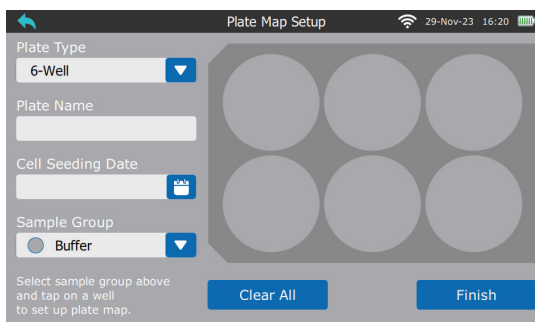 Plate Map Setup
29-Nov-23 16:20
Plate Type
6-Well
Plate Name
Cell Seeding Date
Sample Group
Buffer
Select sample group above
and tap on a well
to set up plate map.
Clear All
Finish